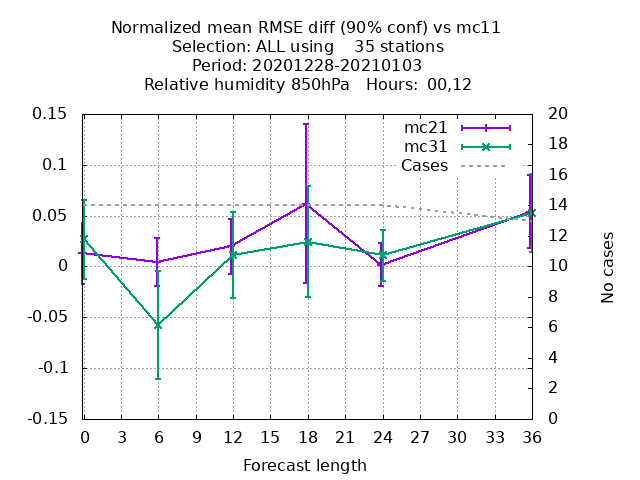 Normalized mean RMSE diff (90% conf) vs mc11
Selection: ALL using    35 stations
Period: 20201228-20210103
Relative humidity 850hPa   Hours:  00,12
mc21
mc31
Cases
0.15
0.1
0.05
0
-0.05
-0.1
-0.15
20
18
16
14
12
10
8
6
4
2
0
No cases
0 3 6 9 12 15 18 21 24 27 30 33 36
Forecast length